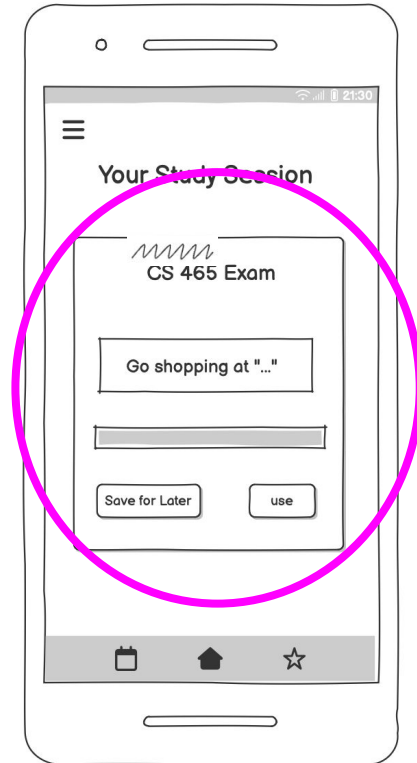 21:30
Your Study Session
CS 465 Exam
Go shopping at "..."
Save for Later
use